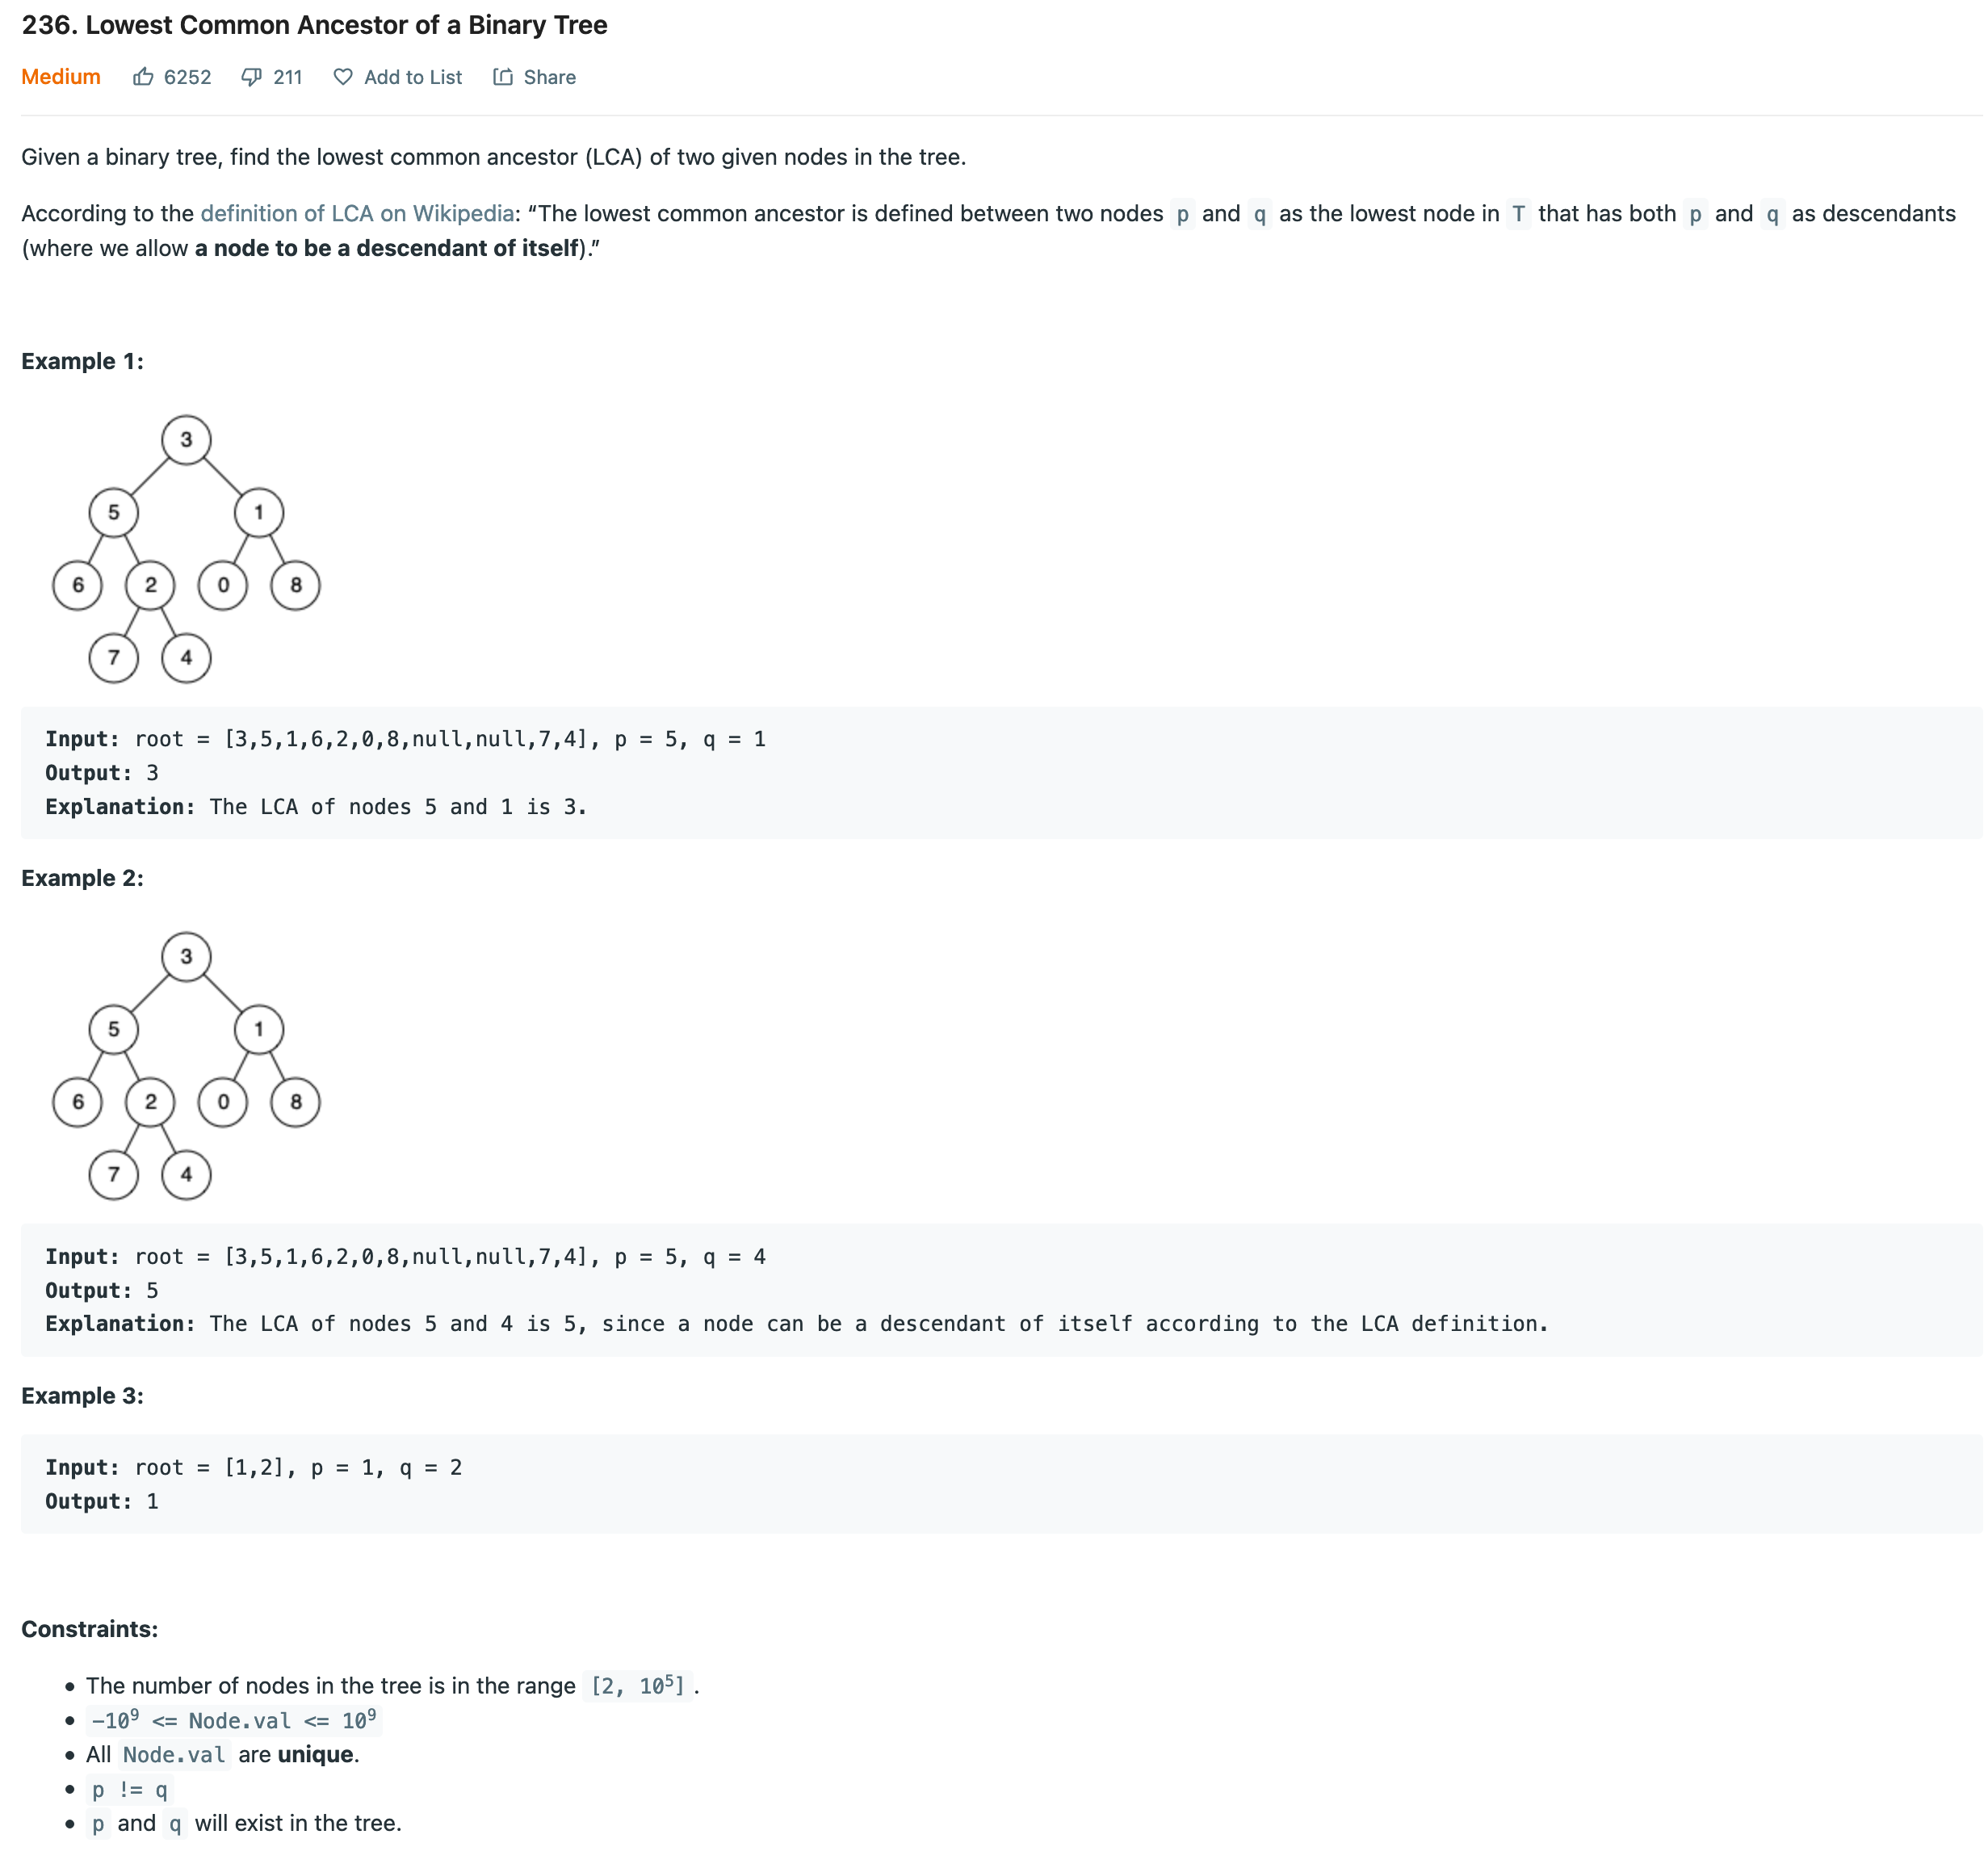 236. Lowest Common Ancestor of a Binary Tree
Medium 6252 211 Add to List Share
Given a binary tree, find the lowest common ancestor (LCA) of two given nodes in the tree.
According to the definition of LCA on Wikipedia: “The lowest common ancestor is defined between two nodes p and q as the lowest node in T that has both p and q as descendants
(where we allow a node to be a descendant of itself).”
Example 1:
3
5 1
6 2 0 8
7 4
Input: root = [3,5,1,6,2,0,8,null,null,7,4], p = 5, q = 1
Output: 3
Explanation: The LCA of nodes 5 and 1 is 3.
Example 2:
3
5 1
6 2 0 8
7 4
Input: root = [3,5,1,6,2,0,8,null,null,7,4], p = 5, q = 4
Output: 5
Explanation: The LCA of nodes 5 and 4 is 5, since a node can be a descendant of itself according to the LCA definition.
Example 3:
Input: root = [1,2], p = 1, q = 2
Output: 1
Constraints:
• The number of nodes in the tree is in the range [2, 10⁵].
• -10⁹ <= Node.val <= 10⁹
• All Node.val are unique.
• p != q
• p and q will exist in the tree.